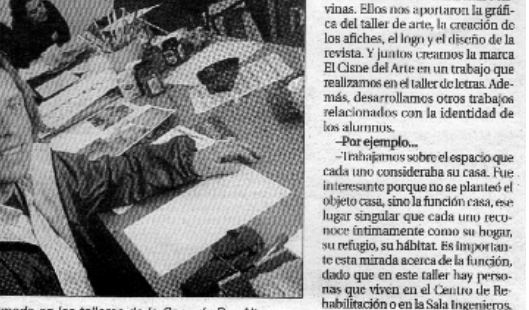 vinas. Ellos nos aportaron la gráfi-
ca del taller de arte, la creación de
los afiches, el logo y el diseño de la
revista. Y juntos creamos la marca
El Cisne del Arte en un trabajo que
realizamos en el taller de letras. Ade-
más, desarrollamos otros trabajos
relacionados con la identidad de
los alumnos.
–Por ejemplo...
–Trabajamos sobre el espacio que
cada uno consideraba su casa. Fue
interesante porque no se planteó el
objeto casa, sino la función casa, ese
lugar singular que cada uno reco-
noce íntimamente como su hogar,
su refugio, su hábitat. Es importan-
te esta mirada acerca de la función,
dado que en este taller hay perso-
nas que viven en el Centro de Re-
habilitación o en la Sala Ingenieros,
en los talleres de la